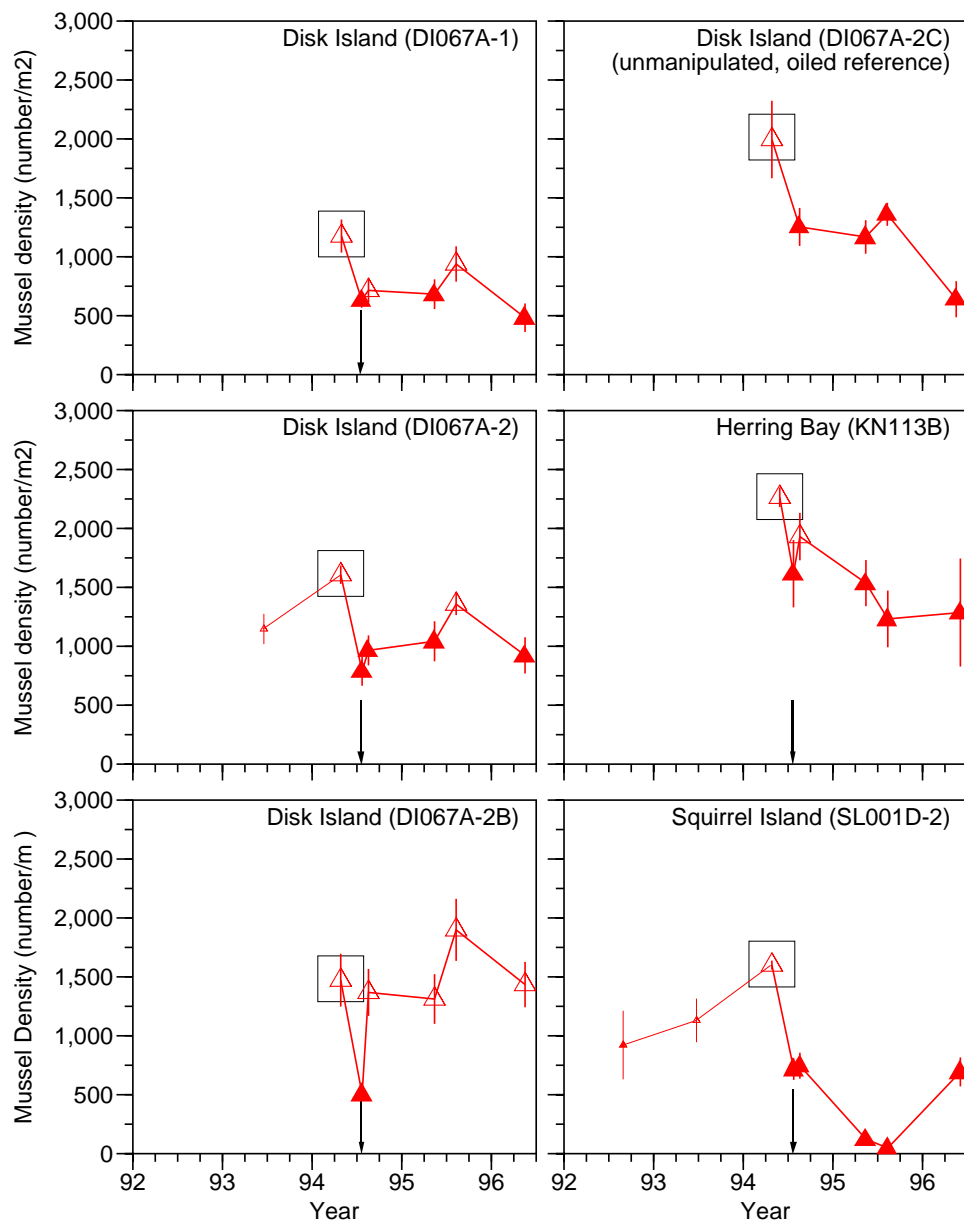 Disk Island (DI067A-1)
Mussel density (number/m2)
3,000
2,500
2,000
1,500
1,000
500
0
Disk Island (DI067A-2C)
(unmanipulated, oiled reference)
Disk Island (DI067A-2)
Mussel density (number/m2)
3,000
2,500
2,000
1,500
1,000
500
0
Herring Bay (KN113B)
Disk Island (DI067A-2B)
Mussel Density (number/m )
3,000
2,500
2,000
1,500
1,000
500
0
92 93 94 95 96
Year
Squirrel Island (SL001D-2)
92 93 94 95 96
Year